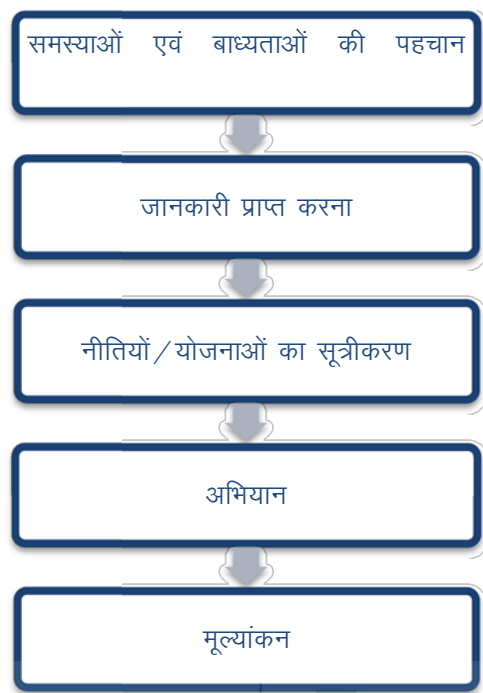 समस्याओं एवं बाध्यताओं की पहचान
जानकारी प्राप्त करना
नीतियों/योजनाओं का सूत्रीकरण
अभियान
मूल्यांकन